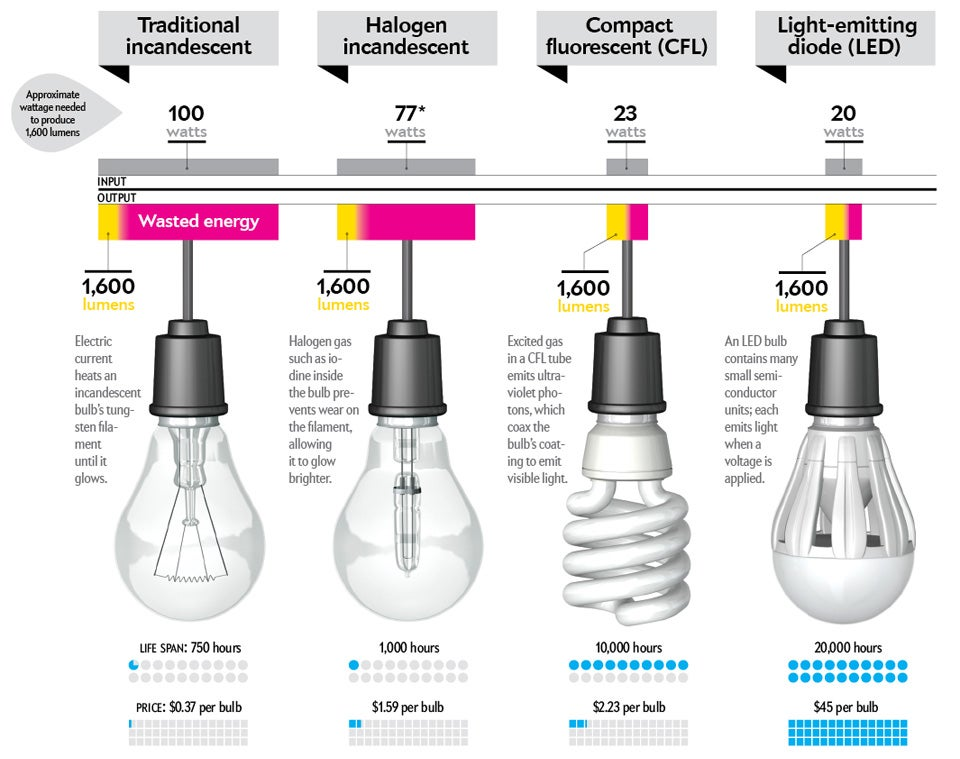 Traditional
incandescent
Halogen
incandescent
Compact
fluorescent (CFL)
Light-emitting
diode (LED)
Approximate
wattage needed
to produce
1,600 lumens
100
watts
77*
watts
23
watts
20
watts
INPUT
OUTPUT
Wasted energy
1,600
lumens
1,600
lumens
1,600
lumens
1,600
lumens
Electric
current
heats an
incandescent
bulb's tung-
sten fila-
ment
until it
glows.
Halogen gas
such as io-
dine inside
the bulb pre-
vents wear on
the filament,
allowing
it to glow
brighter.
Excited gas
in a CFL tube
emits ultra-
violet pho-
tons, which
coax the
bulb's coat-
ing to emit
visible light.
An LED bulb
contains many
small semi-
conductor
units; each
emits light
when a
voltage is
applied.
LIFE SPAN: 750 hours
1,000 hours
10,000 hours
20,000 hours
PRICE: $0.37 per bulb
$1.59 per bulb
$2.23 per bulb
$45 per bulb